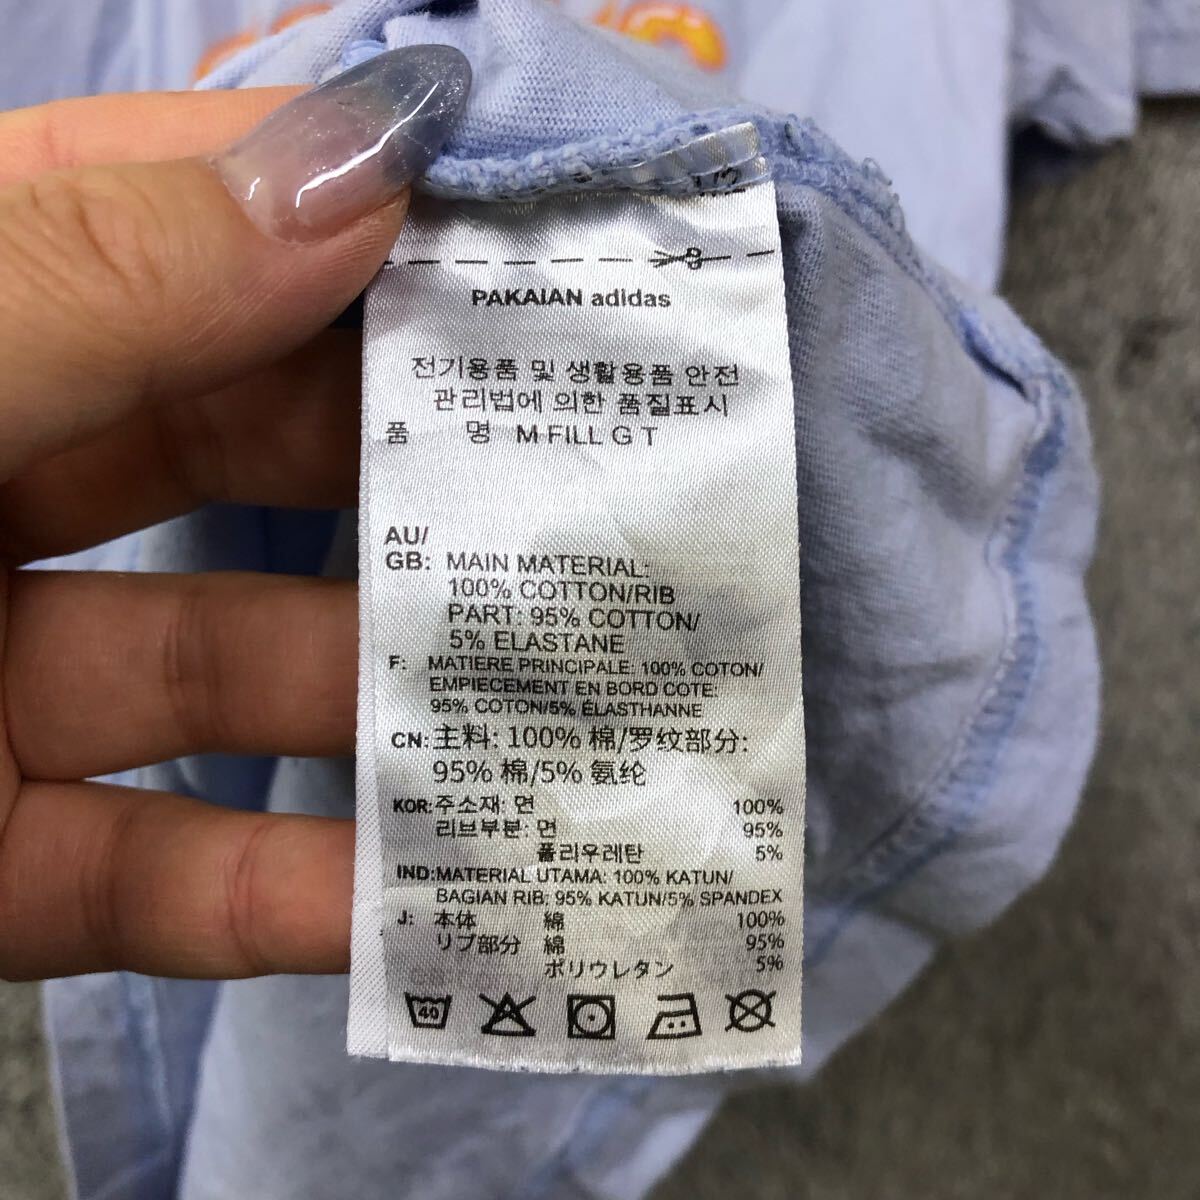 PAKAIAN adidas
전기용품 및 생활용품 안전
관리법에 의한 품질표시
품 명 M FILL G T
AU/
GB: MAIN MATERIAL:
100% COTTON/RIB
PART: 95% COTTON/
5% ELASTANE
F: MATIERE PRINCIPALE: 100% COTON/
EMPIECEMENT EN BORD COTE:
95% COTON/5% ÉLASTHANNE
CN: 主料: 100% 棉/罗纹部分:
95% 棉/5% 氨纶
KOR: 주소재: 면 100%
리브부분: 면 95%
폴리우레탄 5%
IND: MATERIAL UTAMA: 100% KATUN/
BAGIAN RIB: 95% KATUN/5% SPANDEX
J: 本体 綿 100%
リブ部分 綿 95%
ポリウレタン 5%
40